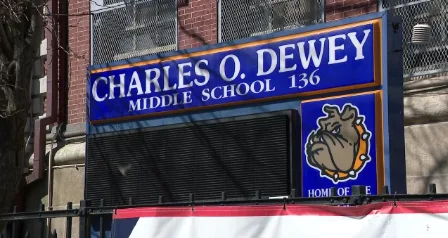 CHARLES O. DEWEY
MIDDLE SCHOOL 136
HOME OF